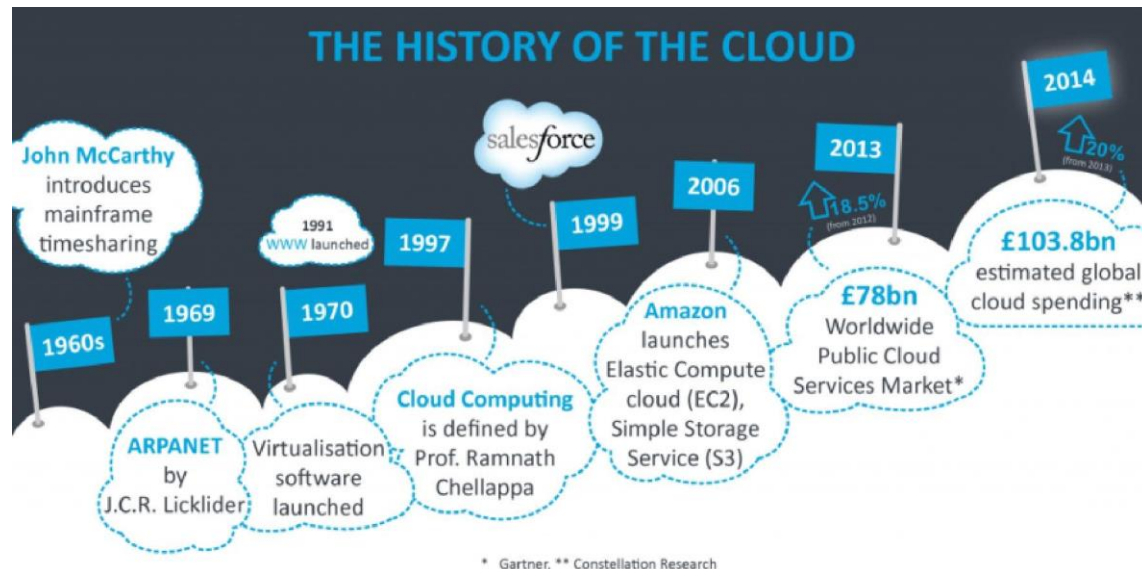 THE HISTORY OF THE CLOUD
1960s
John McCarthy
introduces
mainframe
timesharing
1969
ARPANET
by
J.C.R. Licklider
1970
Virtualisation
software
launched
1991
WWW launched
1997
Cloud Computing
is defined by
Prof. Ramnath
Chellappa
1999
salesforce
2006
Amazon
launches
Elastic Compute
cloud (EC2),
Simple Storage
Service (S3)
2013
18.5%
(from 2012)
£78bn
Worldwide
Public Cloud
Services Market*
2014
20%
(from 2013)
£103.8bn
estimated global
cloud spending**
* Gartner, ** Constellation Research